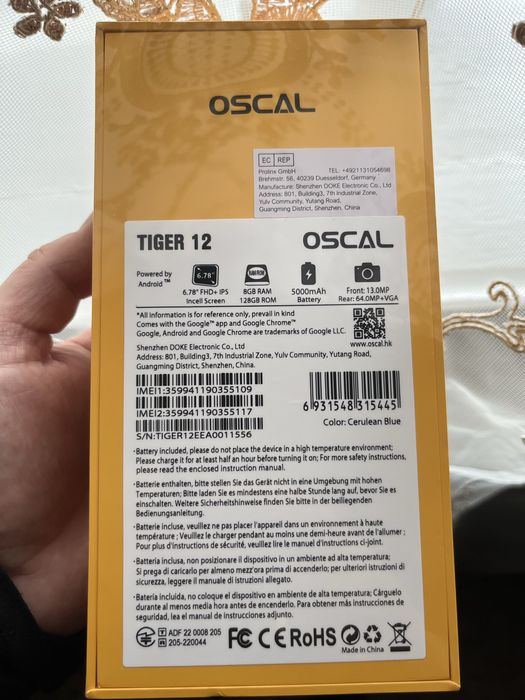 OSCAL
EC REP
Prolinx GmbH TEL: +4921131054698
Brehmstr. 56, 40239 Duesseldorf, Germany
Manufacture: Shenzhen DOKE Electronic Co., Ltd
Address: 801, Building3, 7th Industrial Zone,
Yulv Community, Yutang Road,
Guangming District, Shenzhen, China
TIGER 12 OSCAL
Powered by
Android™
6.78"
6.78" FHD+ IPS
Incell Screen
RAM/ROM
8GB RAM
128GB ROM
5000mAh
Battery
Front: 13.0MP
Rear: 64.0MP+VGA
*All information is for reference only, prevail in kind
Comes with the Google™ app and Google Chrome™
Google, Android and Google Chrome are trademarks of Google LLC.
www.oscal.hk
Shenzhen DOKE Electronic Co., Ltd
Address: 801, Building3, 7th Industrial Zone, Yulv Community, Yutang Road,
Guangming District, Shenzhen, China.
IMEI1:359941190355109
IMEI2:359941190355117
S/N:TIGER12EEA0011556
6 931548 315445
Color: Cerulean Blue
·Battery included, please do not place the device in a high temperature environment;
Please charge it for at least half an hour before turning it on; For more safety instructions,
please read the enclosed instruction manual.
·Batterie enthalten, bitte stellen Sie das Gerät nicht in eine Umgebung mit hohen
Temperaturen; Bitte laden Sie es mindestens eine halbe Stunde lang auf, bevor Sie es
einschalten. Weitere Sicherheitshinweise finden Sie bitte in der beiliegenden
Bedienungsanleitung.
·Batterie incluse, veuillez ne pas placer l'appareil dans un environnement à haute
température ; Veuillez le charger pendant au moins une demi-heure avant de l'allumer ;
Pour plus d'instructions de sécurité, veuillez lire le manuel d'instructions ci-joint.
·Batteria inclusa, non posizionare il dispositivo in un ambiente ad alta temperatura;
Si prega di caricarlo per almeno mezz'ora prima di accenderlo; per ulteriori istruzioni di
sicurezza, leggere il manuale di istruzioni allegato.
·Batería incluida, no coloque el dispositivo en un ambiente de alta temperatura; Cárguelo
durante al menos media hora antes de encenderlo. Para obtener más instrucciones de
seguridad, lea el manual de instrucciones adjunto.
T ADF 22 0008 205
R 205-220044
FC CE RoHS
Made in China